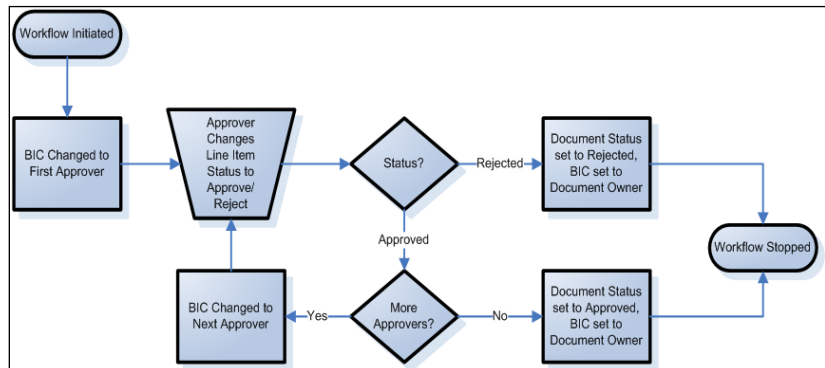 Workflow Initiated
BIC Changed to
First Approver
Approver
Changes
Line Item
Status to
Approve/
Reject
Status?
Rejected
Document Status
set to Rejected,
BIC set to
Document Owner
Approved
Workflow Stopped
BIC Changed to
Next Approver
Yes
More
Approvers?
No
Document Status
set to Approved,
BIC set to
Document Owner